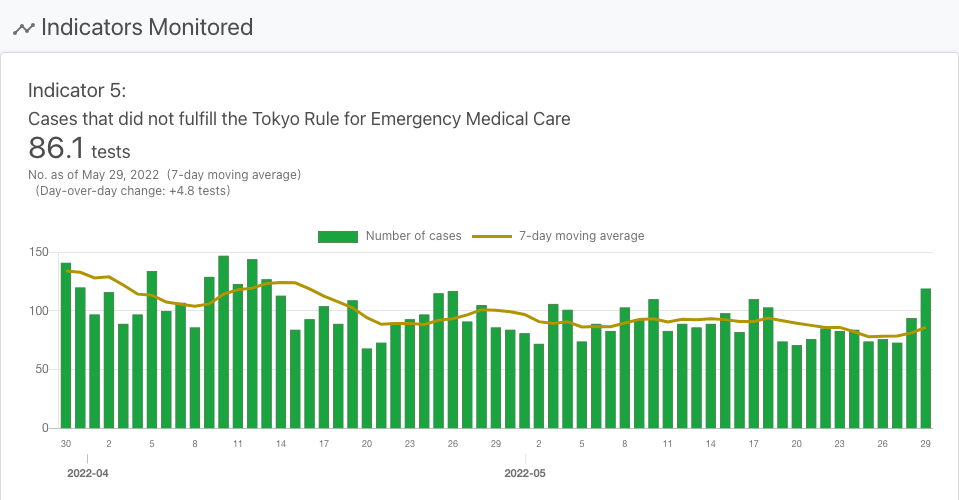 Indicators Monitored
Indicator 5:
Cases that did not fulfill the Tokyo Rule for Emergency Medical Care
86.1 tests
No. as of May 29, 2022 (7-day moving average)
(Day-over-day change: +4.8 tests)
Number of cases 7-day moving average
150
100
50
0
30 2 5 8 11 14 17 20 23 26 29 2 5 8 11 14 17 20 23 26 29
2022-04 2022-05